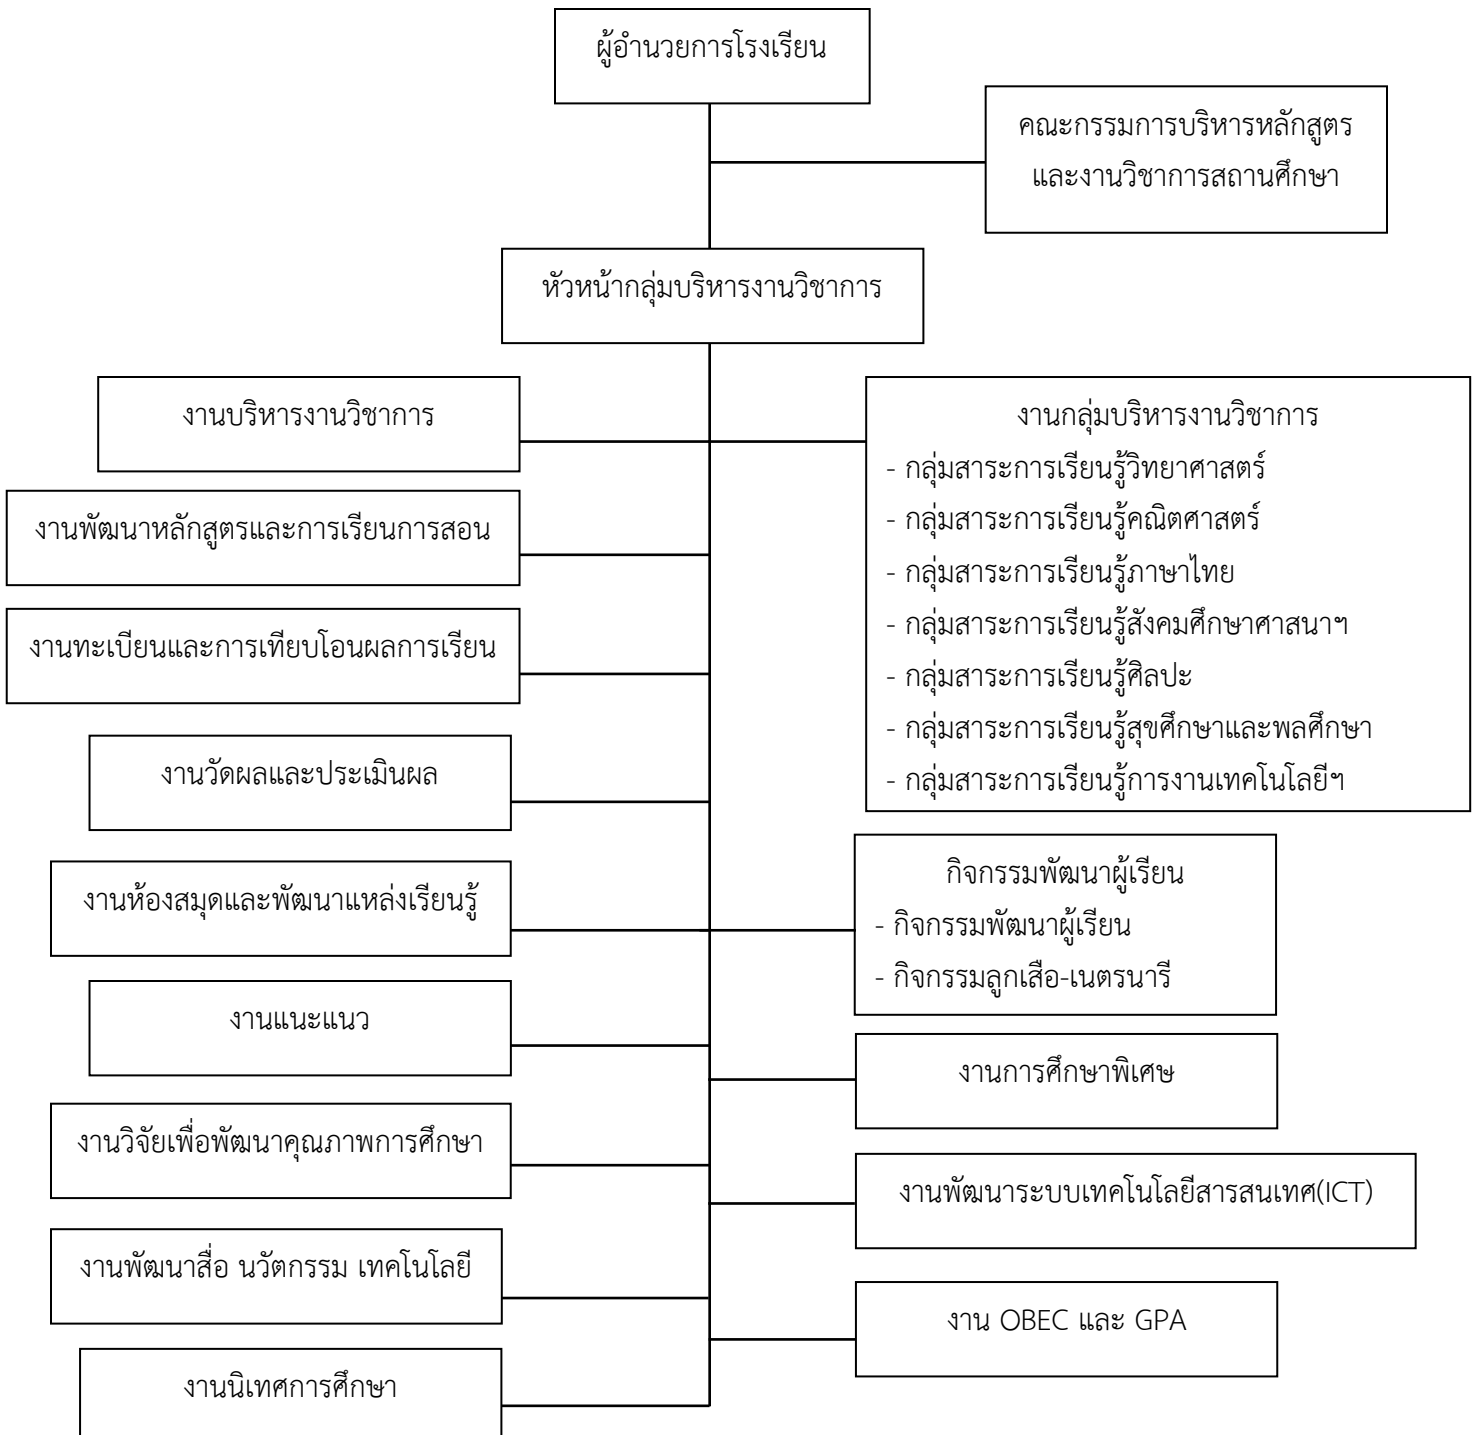 ผู้อำนวยการโรงเรียน
คณะกรรมการบริหารหลักสูตร
และงานวิชาการสถานศึกษา
หัวหน้ากลุ่มบริหารงานวิชาการ
งานบริหารงานวิชาการ
งานพัฒนาหลักสูตรและการเรียนการสอน
งานทะเบียนและการเทียบโอนผลการเรียน
งานวัดผลและประเมินผล
งานห้องสมุดและพัฒนาแหล่งเรียนรู้
งานแนะแนว
งานวิจัยเพื่อพัฒนาคุณภาพการศึกษา
งานพัฒนาสื่อ นวัตกรรม เทคโนโลยี
งานนิเทศการศึกษา
งานกลุ่มบริหารงานวิชาการ
- กลุ่มสาระการเรียนรู้วิทยาศาสตร์
- กลุ่มสาระการเรียนรู้คณิตศาสตร์
- กลุ่มสาระการเรียนรู้ภาษาไทย
- กลุ่มสาระการเรียนรู้สังคมศึกษาศาสนาฯ
- กลุ่มสาระการเรียนรู้ศิลปะ
- กลุ่มสาระการเรียนรู้สุขศึกษาและพลศึกษา
- กลุ่มสาระการเรียนรู้การงานเทคโนโลยีฯ
กิจกรรมพัฒนาผู้เรียน
- กิจกรรมพัฒนาผู้เรียน
- กิจกรรมลูกเสือ-เนตรนารี
งานการศึกษาพิเศษ
งานพัฒนาระบบเทคโนโลยีสารสนเทศ(ICT)
งาน OBEC และ GPA